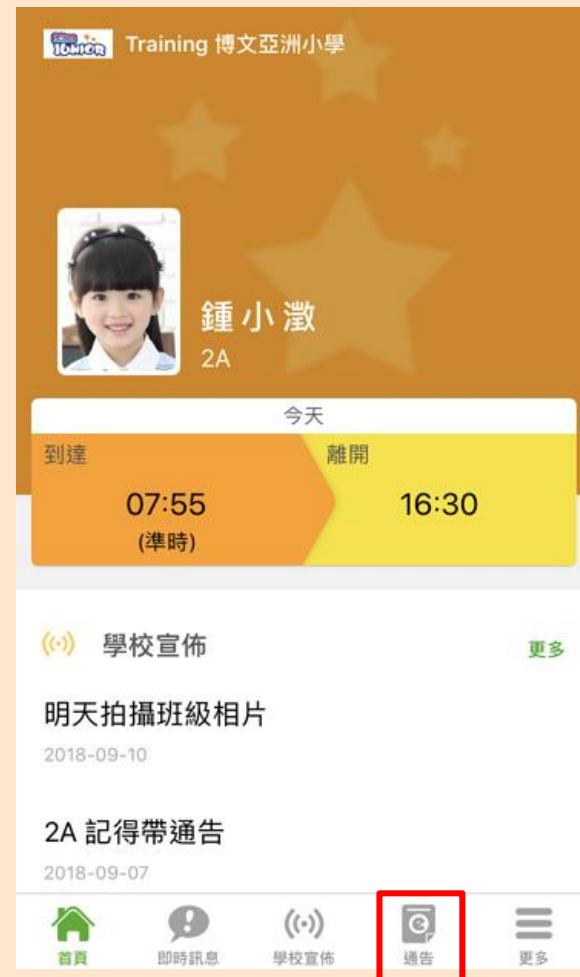 JUNIOR
Training 博文亞洲小學
鍾小澂
2A
今天
到達
離開
07:55
16:30
(準時)
學校宣佈
更多
明天拍攝班級相片
2018-09-10
2A 記得帶通告
2018-09-07
首頁
即時訊息
學校宣佈
通告
更多